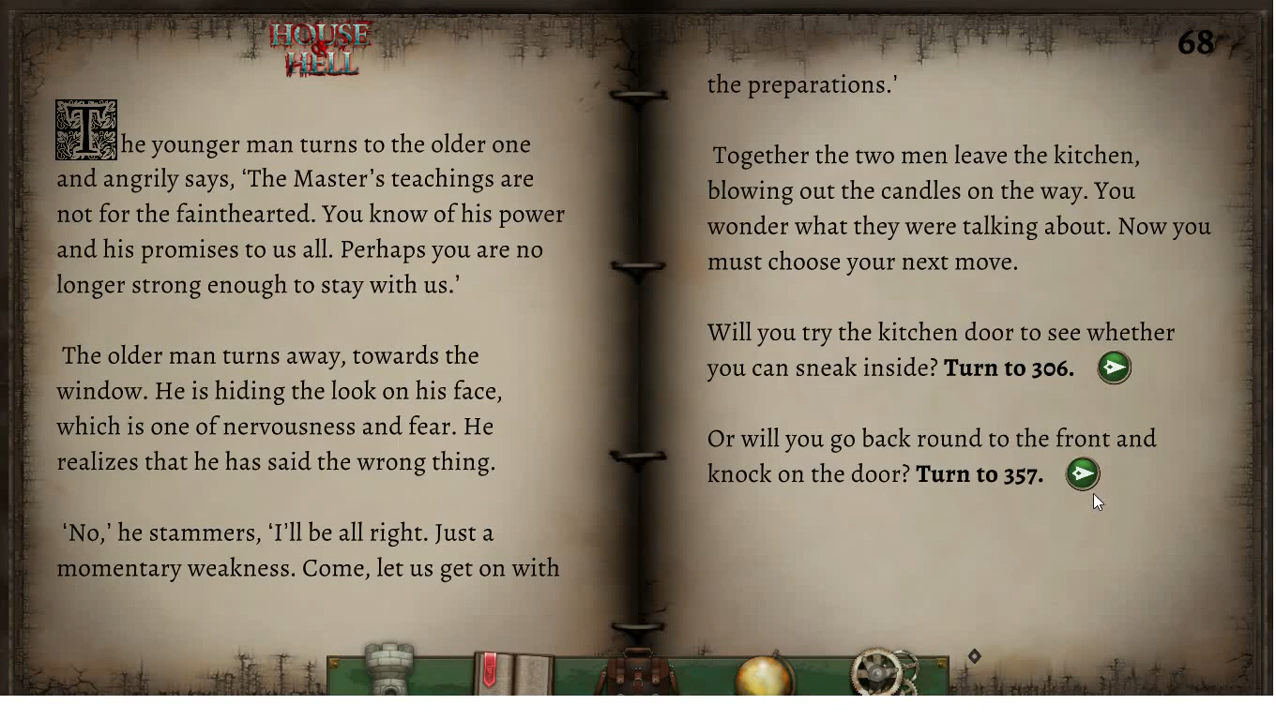 HOUSE
&
HELL
68
The younger man turns to the older one
and angrily says, ‘The Master’s teachings are
not for the fainthearted. You know of his power
and his promises to us all. Perhaps you are no
longer strong enough to stay with us.’
The older man turns away, towards the
window. He is hiding the look on his face,
which is one of nervousness and fear. He
realizes that he has said the wrong thing.
‘No,’ he stammers, ‘I’ll be all right. Just a
momentary weakness. Come, let us get on with
the preparations.’
Together the two men leave the kitchen,
blowing out the candles on the way. You
wonder what they were talking about. Now you
must choose your next move.
Will you try the kitchen door to see whether
you can sneak inside? Turn to 306.
Or will you go back round to the front and
knock on the door? Turn to 357.